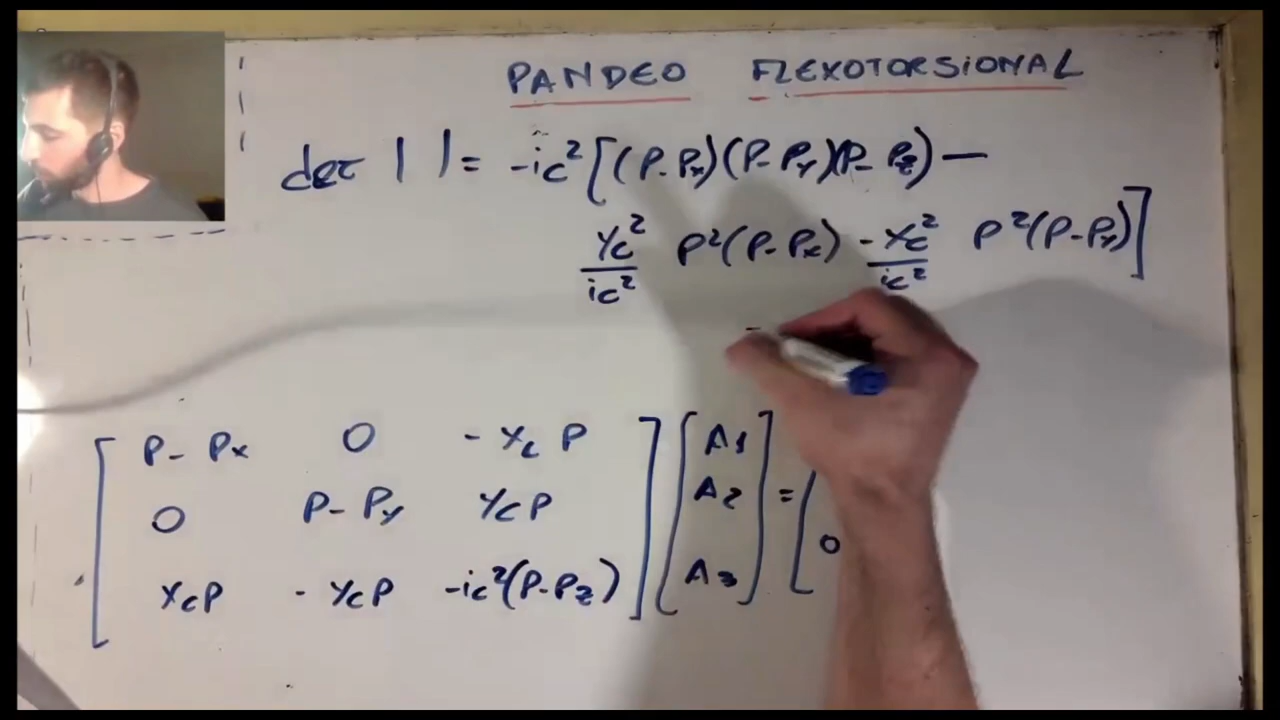 PANDEO FLEXOTORSIONAL
det | | = -ic² [(P-Px)(P-Py)(P-Pz) —
yc²/ic² P²(P-Px) - xc²/ic² P²(P-Py)]
[ P-Px 0 -xc P ] [ A1 ]
[ 0 P-Py yc P ] [ A2 ] = [
[ xc P -yc P -ic²(P-Pz) ] [ A3 ] 0